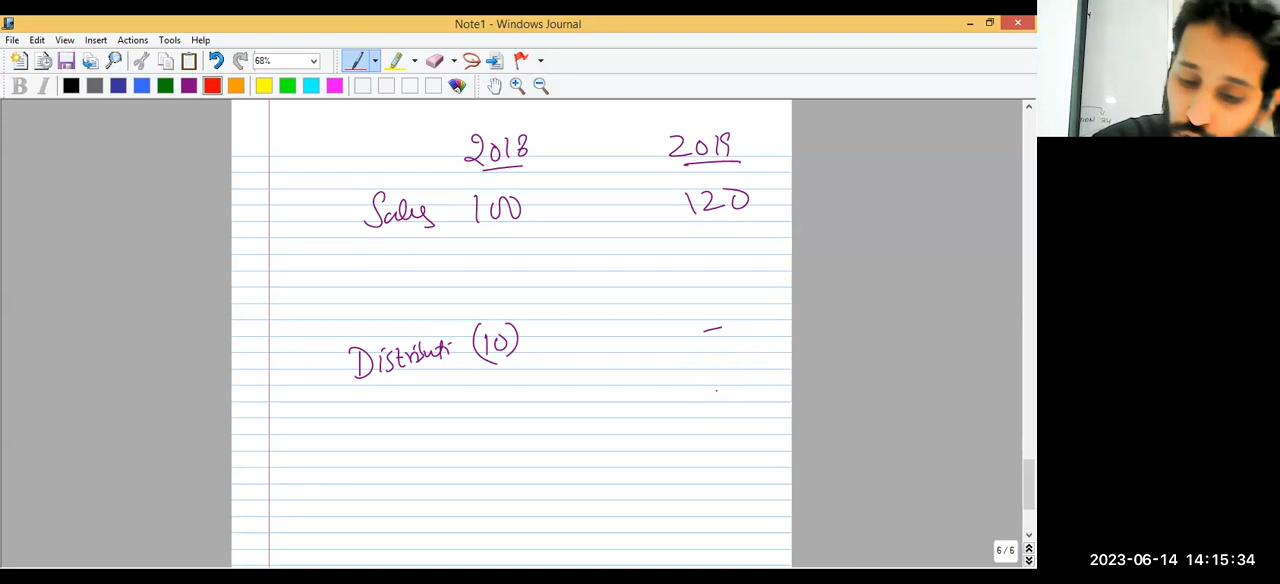 Note1 - Windows Journal
File Edit View Insert Actions Tools Help
68%
B I
2018 2019
Sales 100 120
Distributi (10) –
6 / 6
2023-06-14 14:15:34